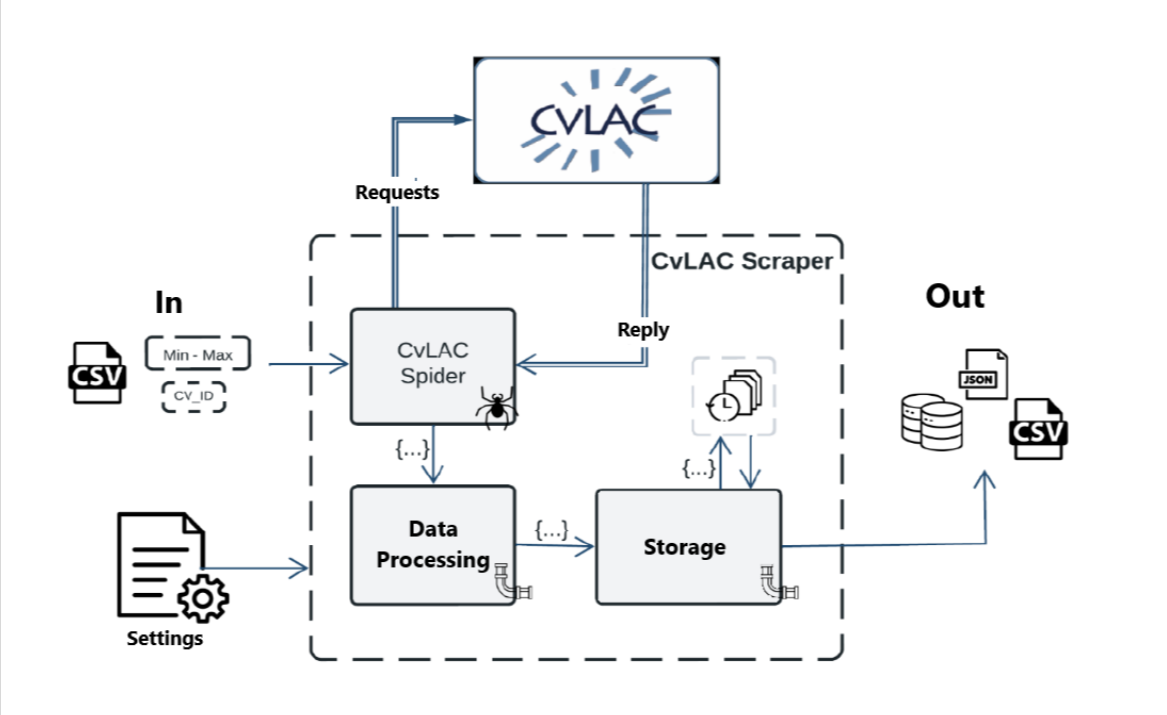 CvLAC
Requests
CvLAC Scraper
In
Out
Reply
Min - Max
CSV
CV_ID
CvLAC
Spider
JSON
CSV
{...}
{...}
Data
Processing
{...}
Storage
Settings